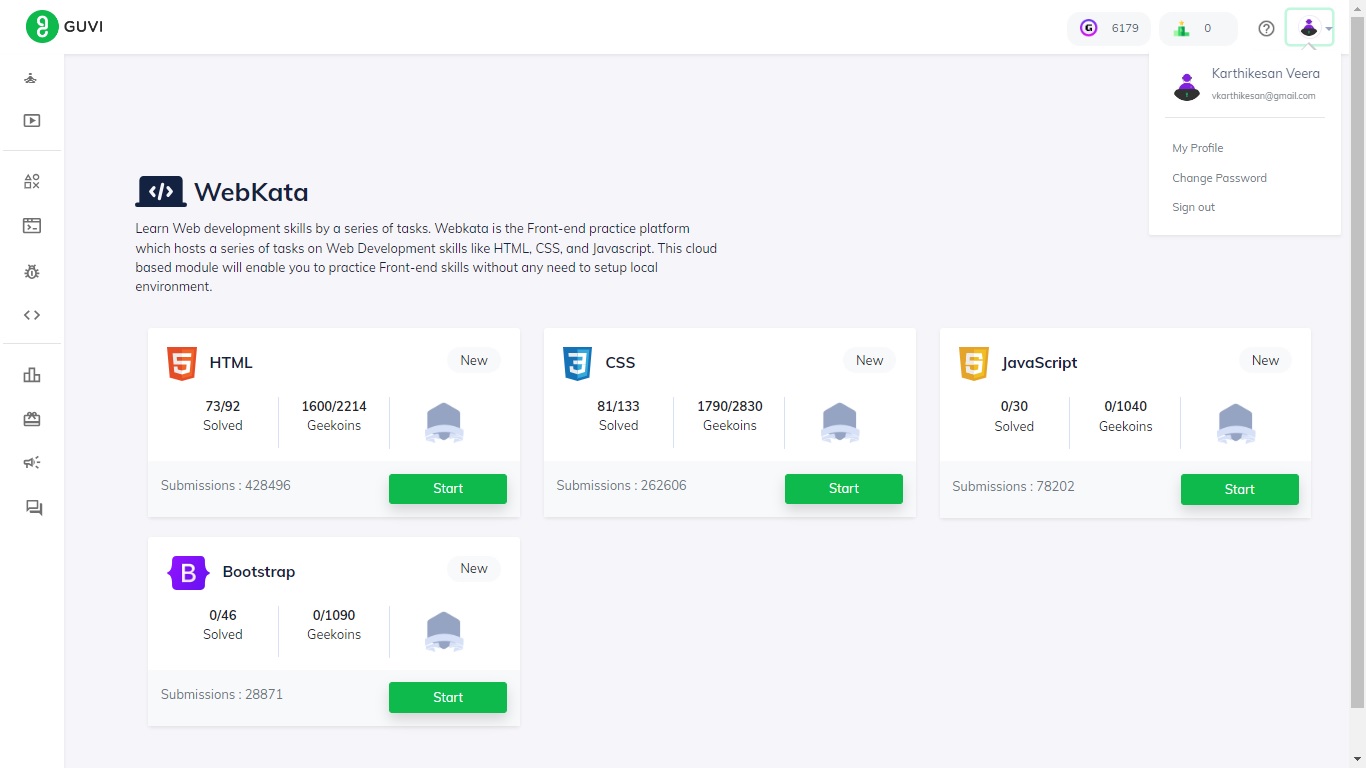 GUVI
6179
0
Karthikesan Veera
vkarthikesan@gmail.com
My Profile
Change Password
Sign out
WebKata
Learn Web development skills by a series of tasks. Webkata is the Front-end practice platform
which hosts a series of tasks on Web Development skills like HTML, CSS, and Javascript. This cloud
based module will enable you to practice Front-end skills without any need to setup local
environment.
HTML
New
73/92
Solved
1600/2214
Geekoins
Submissions : 428496
Start
CSS
New
81/133
Solved
1790/2830
Geekoins
Submissions : 262606
Start
JavaScript
New
0/30
Solved
0/1040
Geekoins
Submissions : 78202
Start
Bootstrap
New
0/46
Solved
0/1090
Geekoins
Submissions : 28871
Start